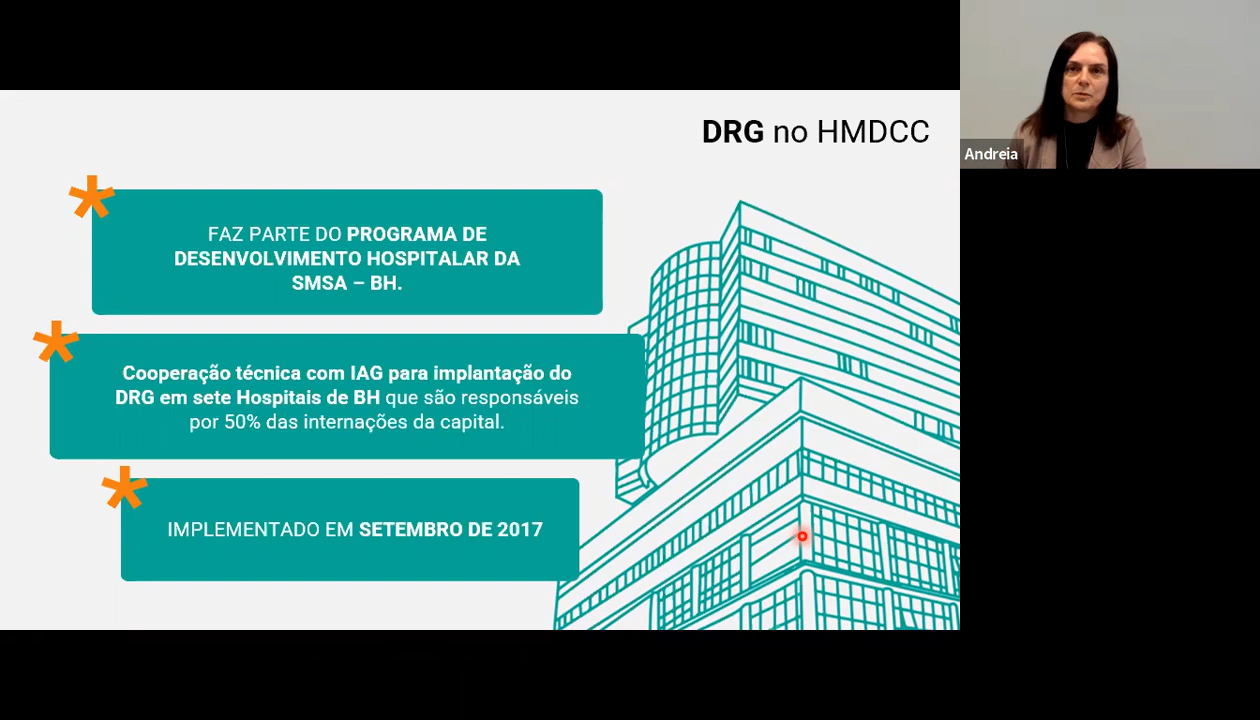 DRG no HMDCC
FAZ PARTE DO PROGRAMA DE
DESENVOLVIMENTO HOSPITALAR DA
SMSA – BH.
Cooperação técnica com IAG para implantação do
DRG em sete Hospitais de BH que são responsáveis
por 50% das internações da capital.
IMPLEMENTADO EM SETEMBRO DE 2017
Andreia